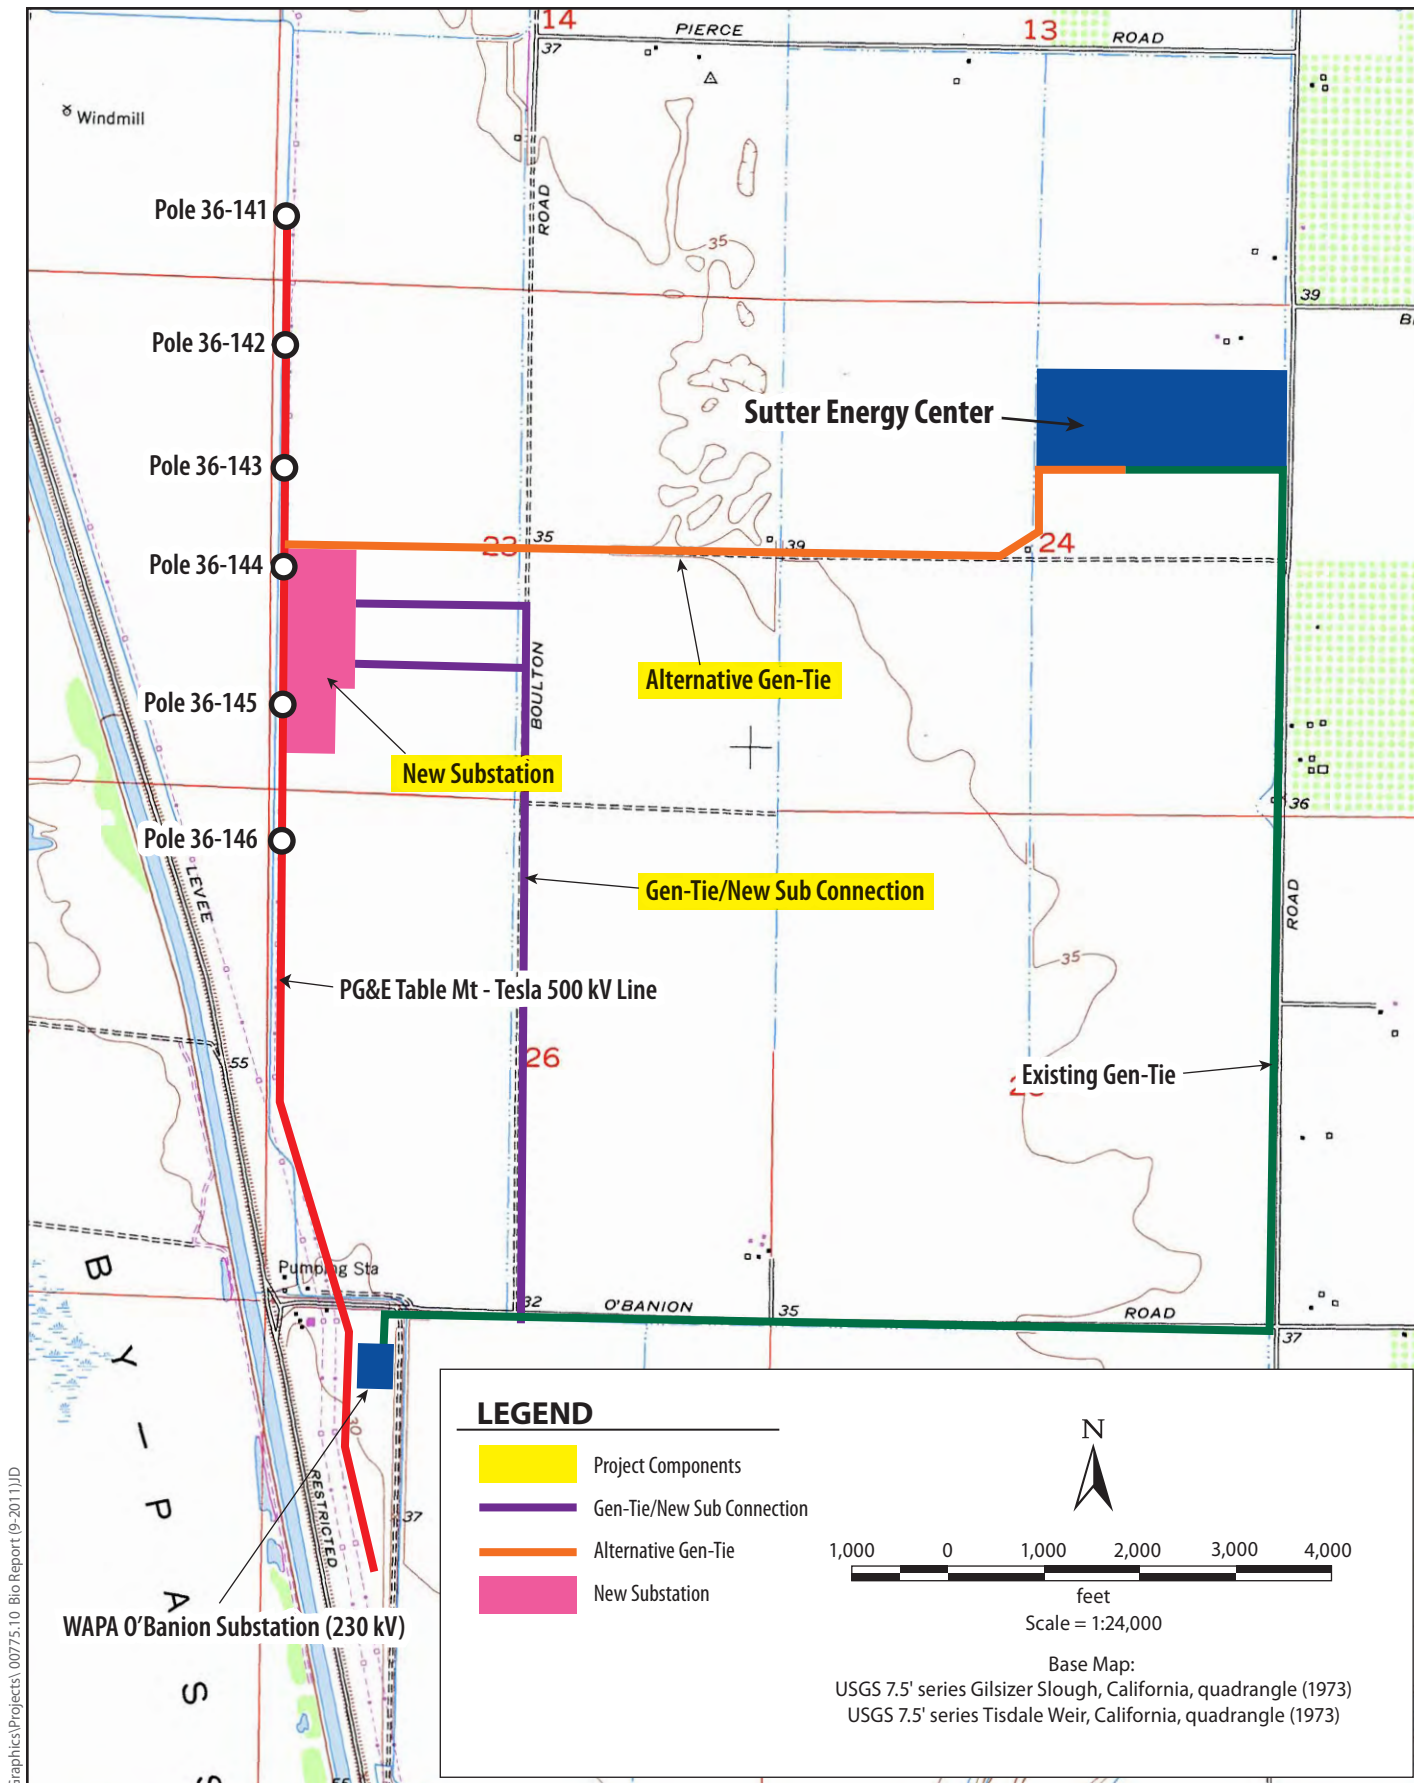 14
PIERCE
13
ROAD
37
Windmill
Pole 36-141
ROAD
35
39
Pole 36-142
B
Sutter Energy Center
Pole 36-143
23
35
39
24
Pole 36-144
BOULTON
Alternative Gen-Tie
Pole 36-145
New Substation
36
Pole 36-146
LEVEE
Gen-Tie/New Sub Connection
ROAD
35
PG&E Table Mt - Tesla 500 kV Line
55
26
Existing Gen-Tie
Pumping Sta
32
O'BANION
35
ROAD
37
BY-PASS
30
RESTRICTED
37
WAPA O'Banion Substation (230 kV)
LEGEND
Project Components
Gen-Tie/New Sub Connection
Alternative Gen-Tie
New Substation
N
1,000 0 1,000 2,000 3,000 4,000
feet
Scale = 1:24,000
Base Map:
USGS 7.5' series Gilsizer Slough, California, quadrangle (1973)
USGS 7.5' series Tisdale Weir, California, quadrangle (1973)
Graphics\Projects\ 00775.10 Bio Report (9-2011)JD